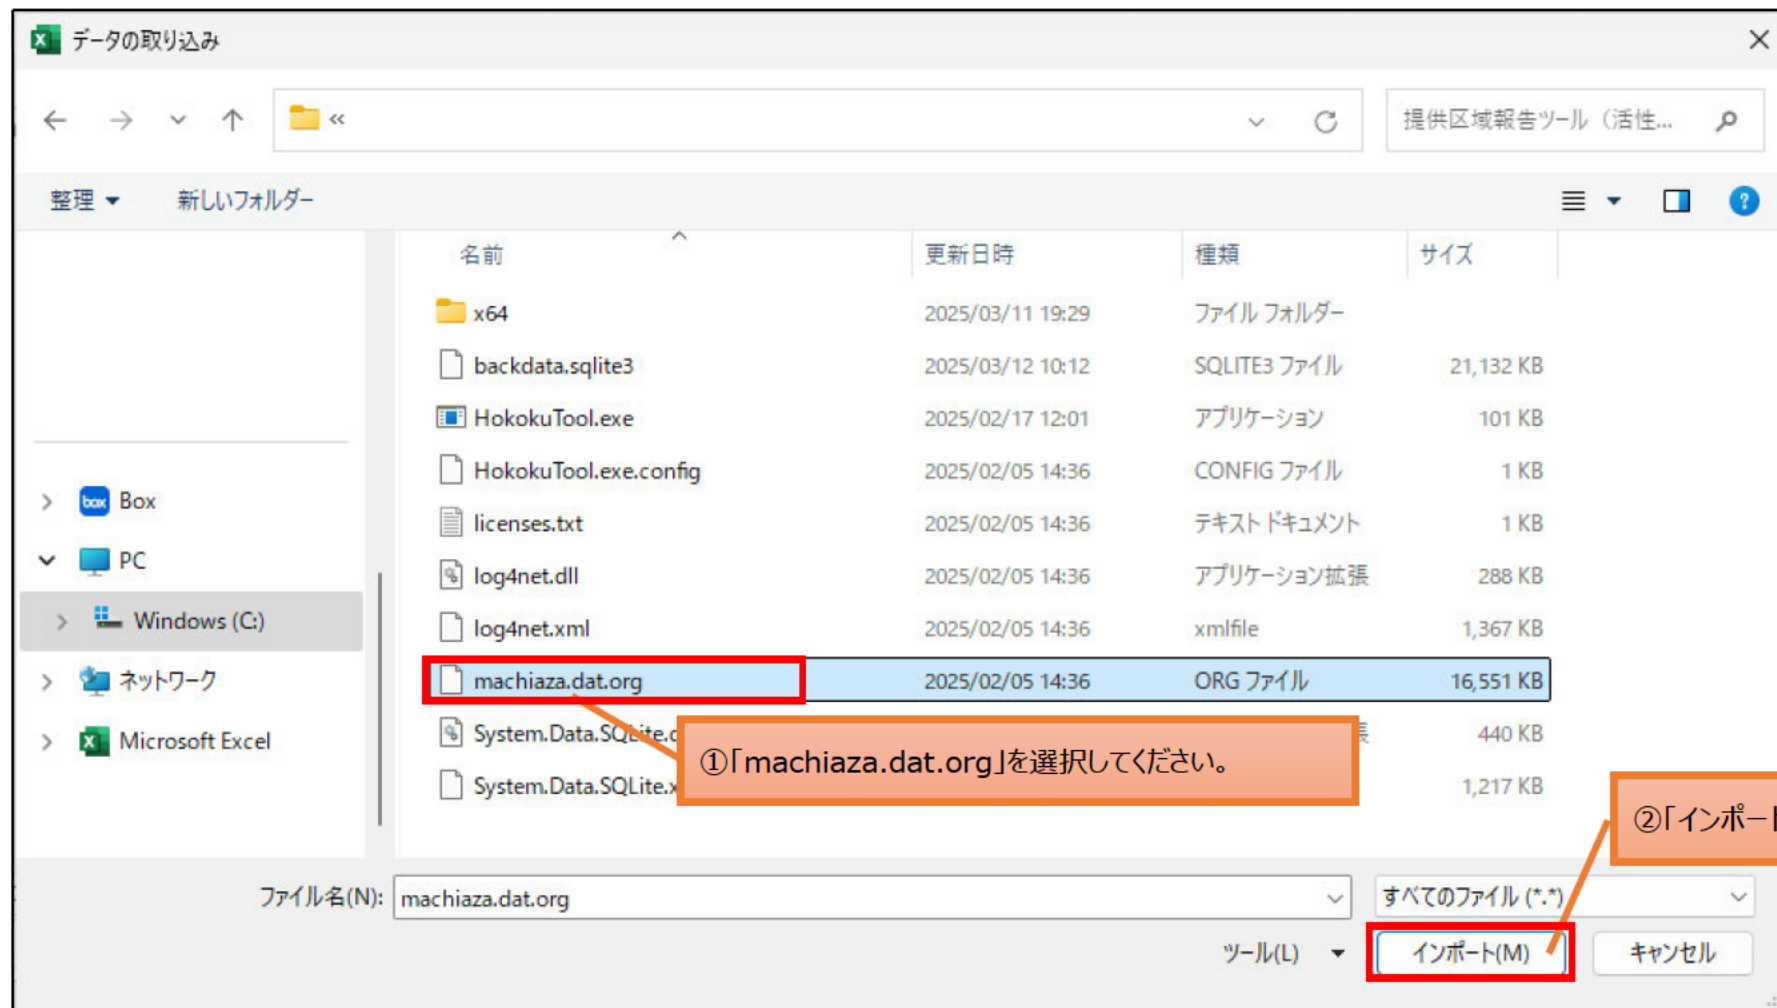 データの取り込み
提供区域報告ツール（活性...
整理
新しいフォルダー
名前 更新日時 種類 サイズ
x64 2025/03/11 19:29 ファイル フォルダー
backdata.sqlite3 2025/03/12 10:12 SQLITE3 ファイル 21,132 KB
HokokuTool.exe 2025/02/17 12:01 アプリケーション 101 KB
HokokuTool.exe.config 2025/02/05 14:36 CONFIG ファイル 1 KB
licenses.txt 2025/02/05 14:36 テキスト ドキュメント 1 KB
log4net.dll 2025/02/05 14:36 アプリケーション拡張 288 KB
log4net.xml 2025/02/05 14:36 xmlfile 1,367 KB
machiaza.dat.org 2025/02/05 14:36 ORG ファイル 16,551 KB
System.Data.SQLite.d 440 KB
System.Data.SQLite.x 1,217 KB
box Box
PC
Windows (C:)
ネットワーク
Microsoft Excel
①「machiaza.dat.org」を選択してください。
②「インポート
ファイル名(N): machiaza.dat.org すべてのファイル (*.*)
ツール(L) インポート(M) キャンセル